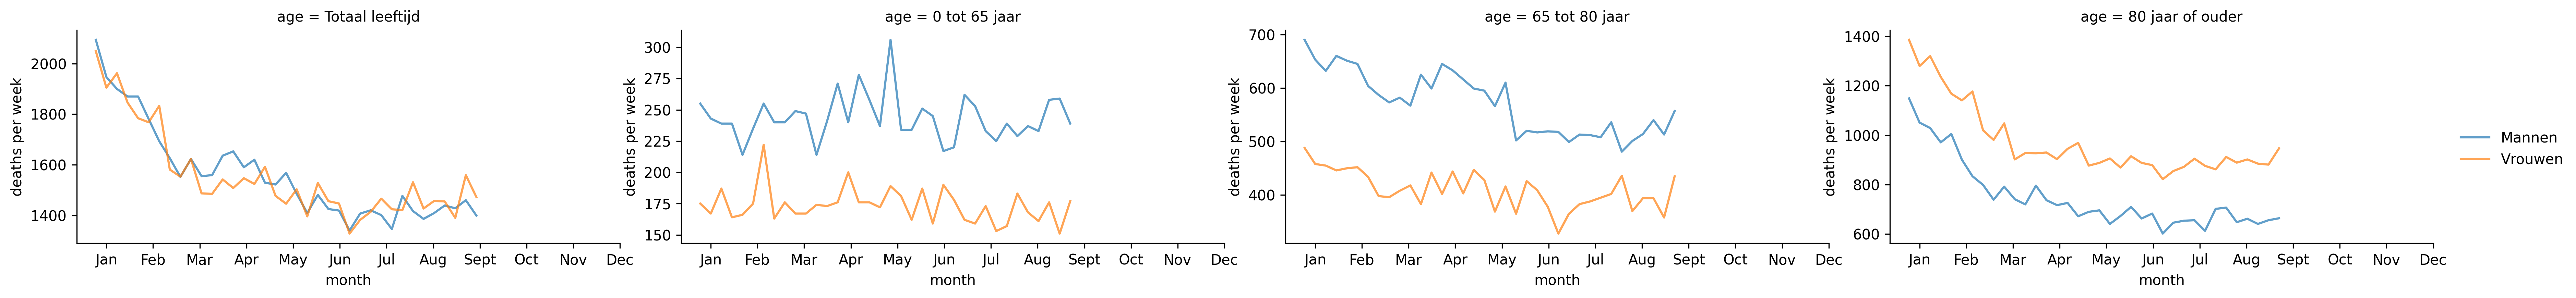 age = Totaal leeftijd
deaths per week
2000
1800
1600
1400
Jan Feb Mar Apr May Jun Jul Aug Sept Oct Nov Dec
month
age = 0 tot 65 jaar
deaths per week
300
275
250
225
200
175
150
Jan Feb Mar Apr May Jun Jul Aug Sept Oct Nov Dec
month
age = 65 tot 80 jaar
deaths per week
700
600
500
400
Jan Feb Mar Apr May Jun Jul Aug Sept Oct Nov Dec
month
age = 80 jaar of ouder
deaths per week
1400
1200
1000
800
600
Jan Feb Mar Apr May Jun Jul Aug Sept Oct Nov Dec
month
Mannen
Vrouwen